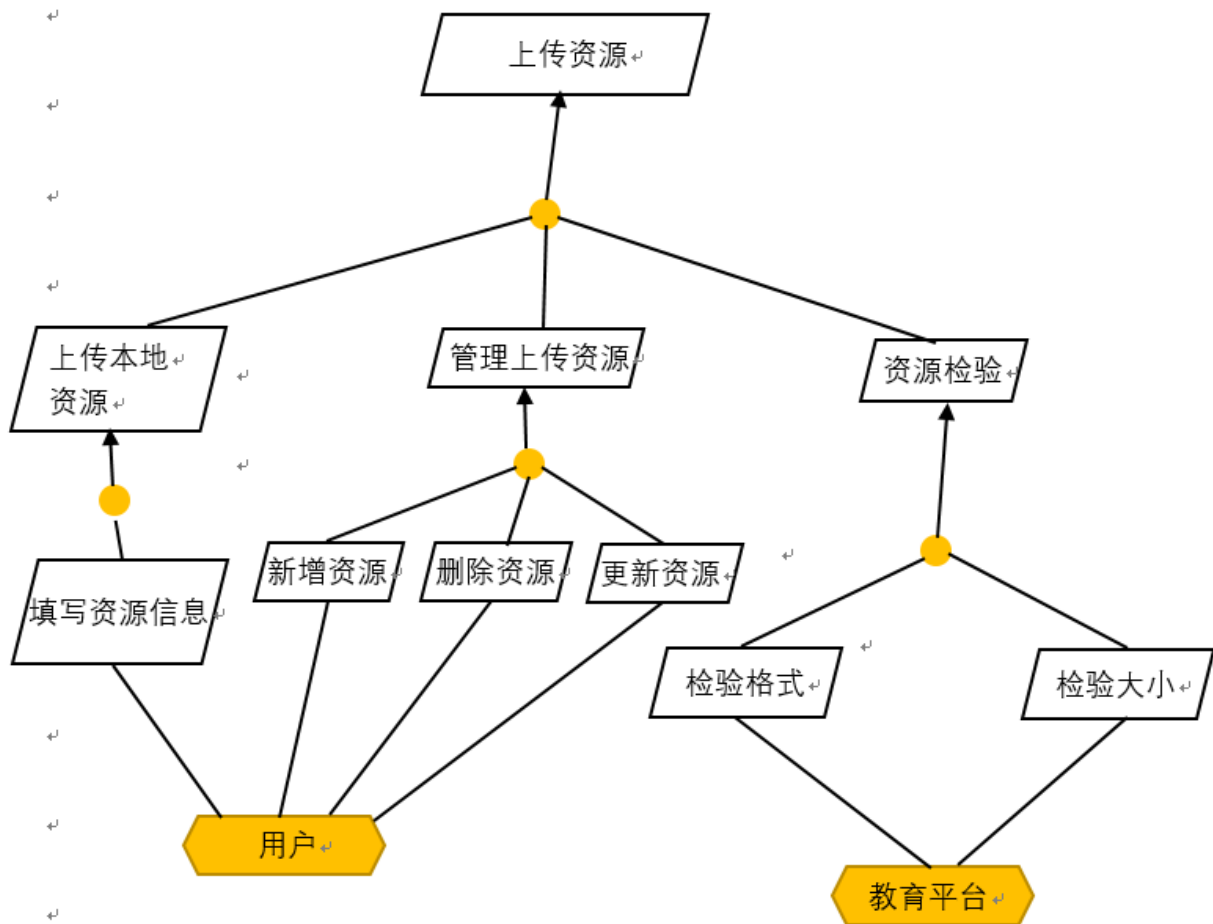 上传资源
上传本地
资源
管理上传资源
资源检验
新增资源
删除资源
更新资源
填写资源信息
检验格式
检验大小
用户
教育平台